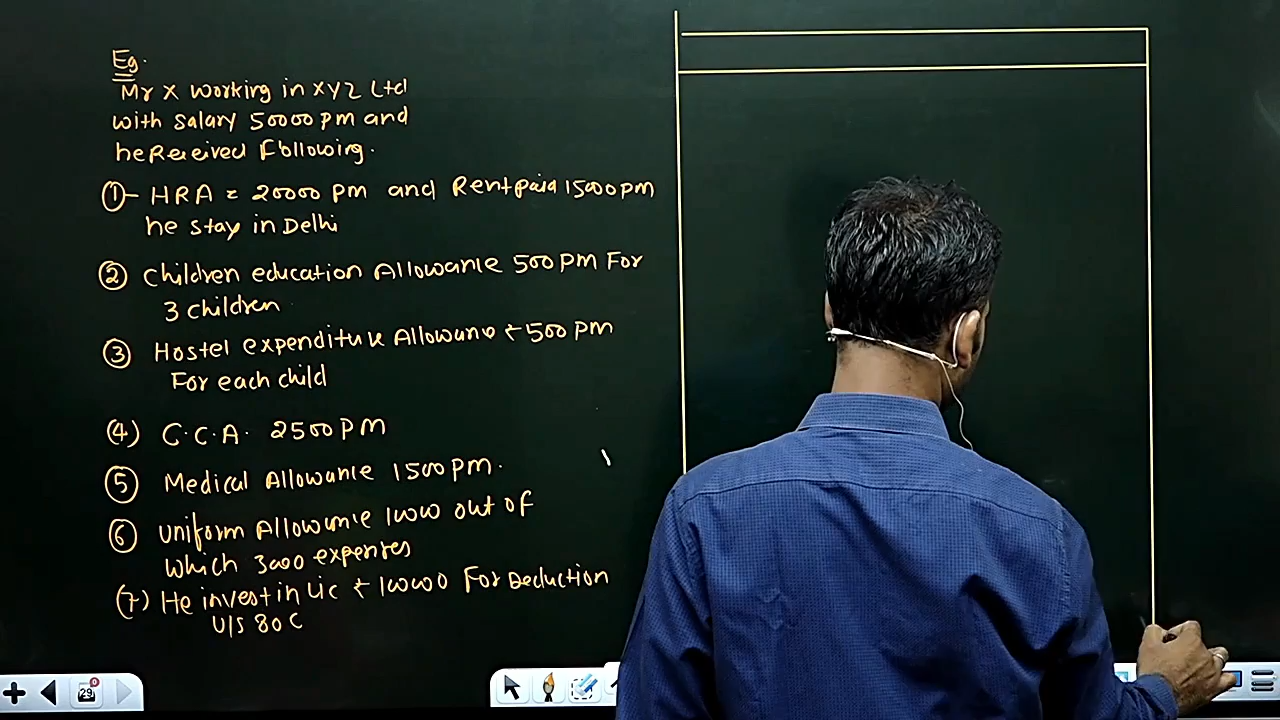 Eg.
Mr X working in XYZ Ltd
with salary 50000 pm and
he Received Following.
① HRA = 20000 pm and Rent paid 15000 pm
he stay in Delhi
② Children education Allowance 500 pm For
3 children
③ Hostel expenditure Allowance ₹ 500 pm
For each child
④ C.C.A. 2500 pm
⑤ Medical Allowance 1500 pm.
⑥ Uniform Allowance out of
which 3000 expenses
(7) He invest in Lic ₹ For Deduction
U/S 80 C
29
0